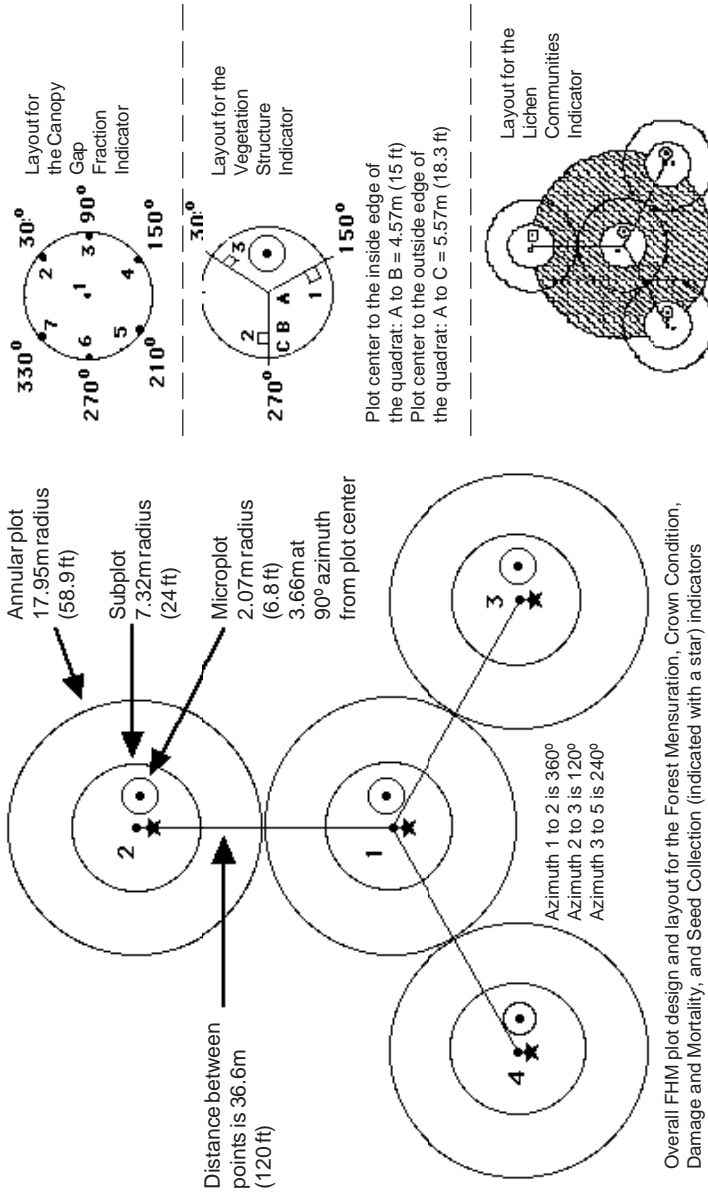 Annular plot
17.95m radius
(58.9 ft)
Subplot
7.32m radius
(24 ft)
Microplot
2.07m radius
(6.8 ft)
3.66m at
90º azimuth
from plot center
Distance between
points is 36.6m
(120 ft)
2
1
3
4
Azimuth 1 to 2 is 360º
Azimuth 2 to 3 is 120º
Azimuth 3 to 5 is 240º
Overall FHM plot design and layout for the Forest Mensuration, Crown Condition,
Damage and Mortality, and Seed Collection (indicated with a star) indicators
Layout for
the Canopy
Gap
Fraction
Indicator
330º
30º
270º
90º
210º
150º
1
2
3
4
5
6
7
Layout for the
Vegetation
Structure
Indicator
30º
270º
150º
C B A
1
2
3
Plot center to the inside edge of
the quadrat: A to B = 4.57m (15 ft)
Plot center to the outside edge of
the quadrat: A to C = 5.57m (18.3 ft)
Layout for the
Lichen
Communities
Indicator